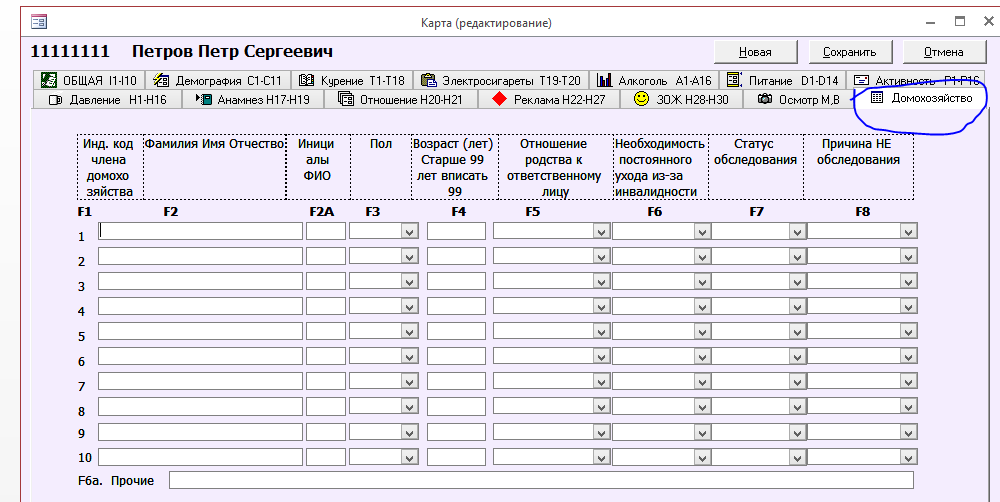 Карта (редактирование)
11111111 Петров Петр Сергеевич Новая Сохранить Отмена
ОБЩАЯ I1-I10 Демография C1-C11 Курение T1-T18 Электросигареты T19-T20 Алкоголь A1-A16 Питание D1-D14 Активность P1-P16
Давление H1-H16 Анамнез H17-H19 Отношение H20-H21 Реклама H22-H27 ЗОЖ H28-H30 Осмотр M,B Домохозяйство
Инд. код Фамилия Имя Отчество Иници Пол Возраст (лет) Отношение Необходимость Статус Причина НЕ
члена алы Старше 99 родства к постоянного обследования обследования
домохо ФИО лет вписать ответственному ухода из-за
зяйства 99 лицу инвалидности
F1 F2 F2A F3 F4 F5 F6 F7 F8
1
2
3
4
5
6
7
8
9
10
F6a. Прочие